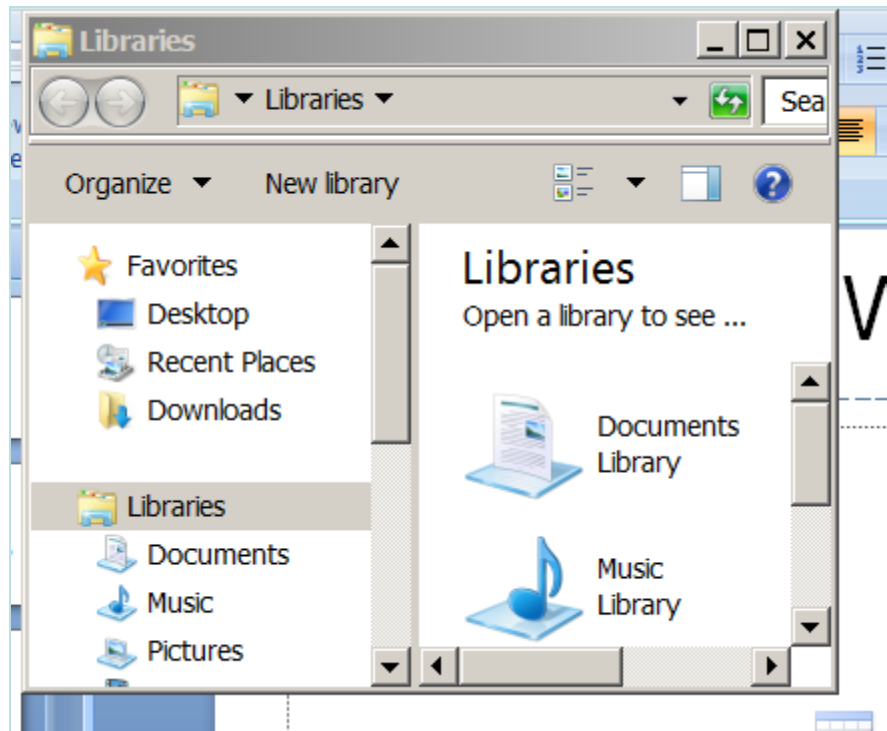 Libraries
Libraries
Sea
Organize
New library
Favorites
Desktop
Recent Places
Downloads
Libraries
Documents
Music
Pictures
Libraries
Open a library to see ...
Documents
Library
Music
Library